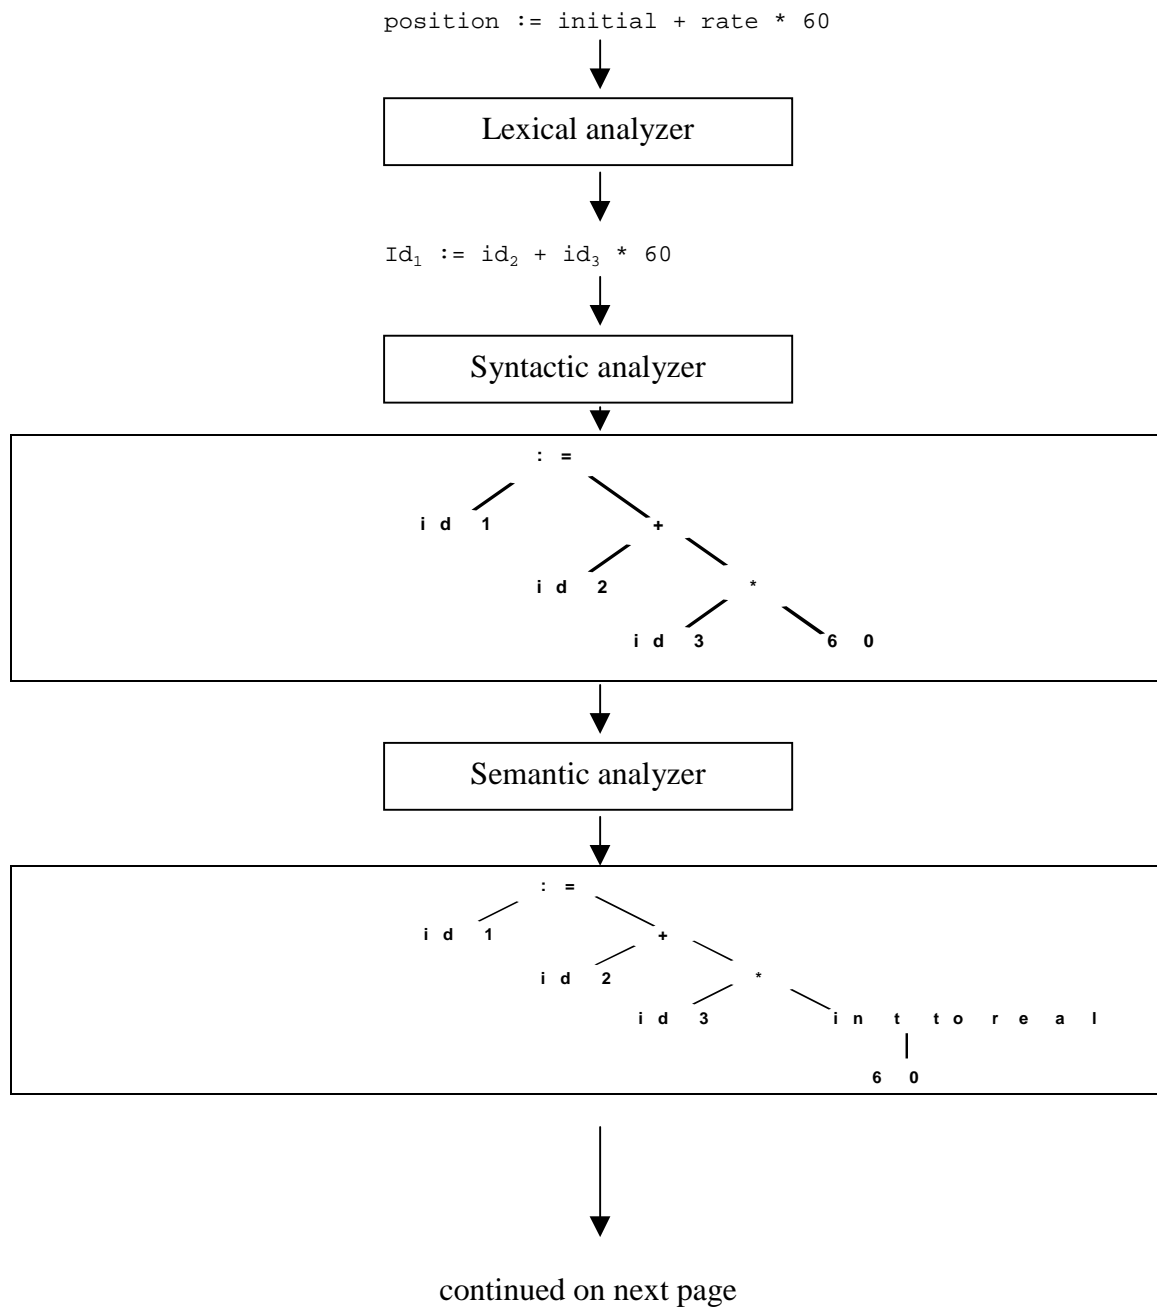 position := initial + rate * 60
Lexical analyzer
Id₁ := id₂ + id₃ * 60
Syntactic analyzer
: =
i d 1 +
i d 2 *
i d 3 6 0
Semantic analyzer
: =
i d 1 +
i d 2 *
i d 3 i n t t o r e a l
6 0
continued on next page